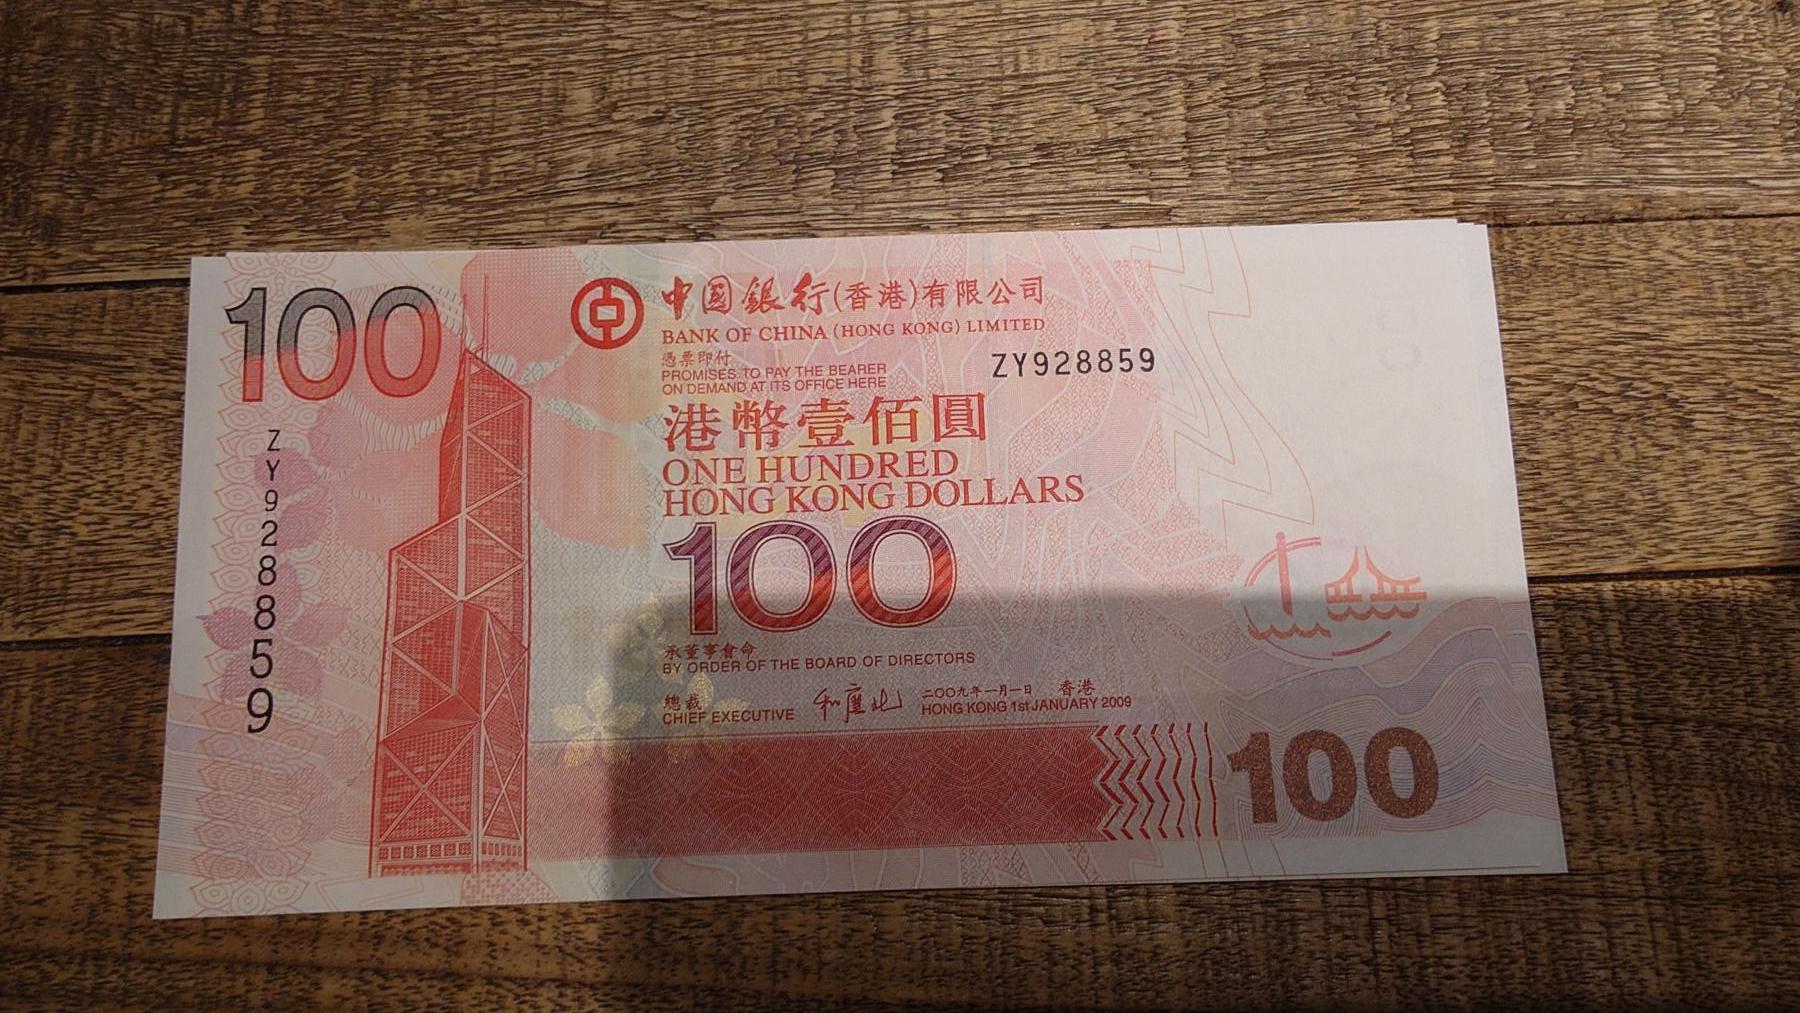 100
中國銀行(香港)有限公司
BANK OF CHINA (HONG KONG) LIMITED
憑票即付
PROMISES TO PAY THE BEARER
ON DEMAND AT ITS OFFICE HERE
ZY928859
港幣壹佰圓
ONE HUNDRED
HONG KONG DOLLARS
100
ZY928859
承董事會命
BY ORDER OF THE BOARD OF DIRECTORS
總裁
CHIEF EXECUTIVE
和廣北
二〇〇九年一月一日 香港
HONG KONG 1st JANUARY 2009
100